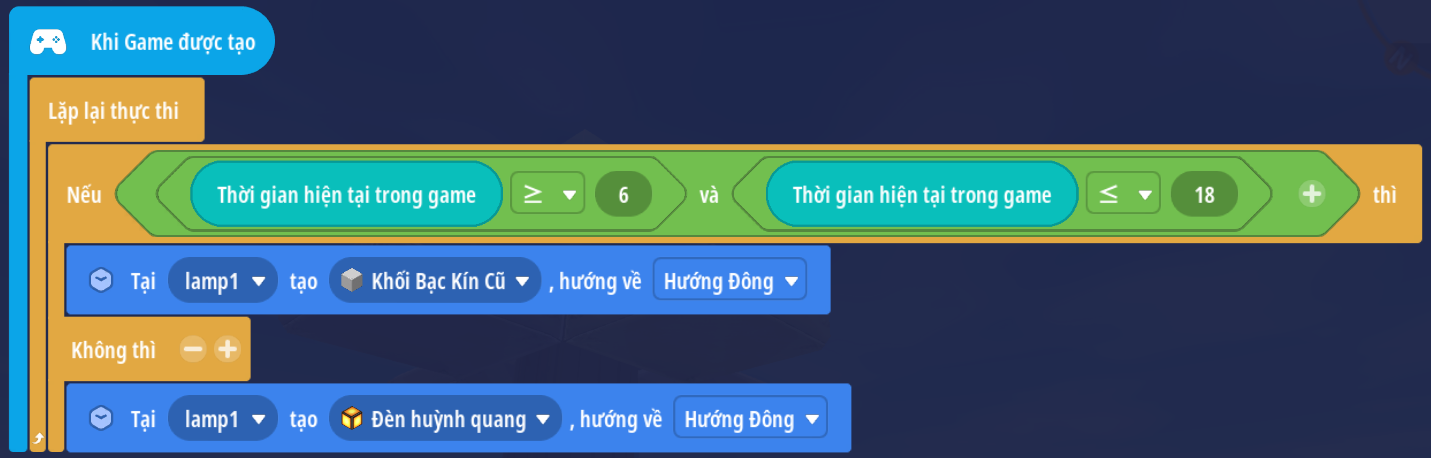 Khi Game được tạo
Lặp lại thực thi
Nếu Thời gian hiện tại trong game ≥ 6 và Thời gian hiện tại trong game ≤ 18 thì
Tại lamp1 tạo Khối Bạc Kín Cũ , hướng về Hướng Đông
Không thì
Tại lamp1 tạo Đèn huỳnh quang , hướng về Hướng Đông